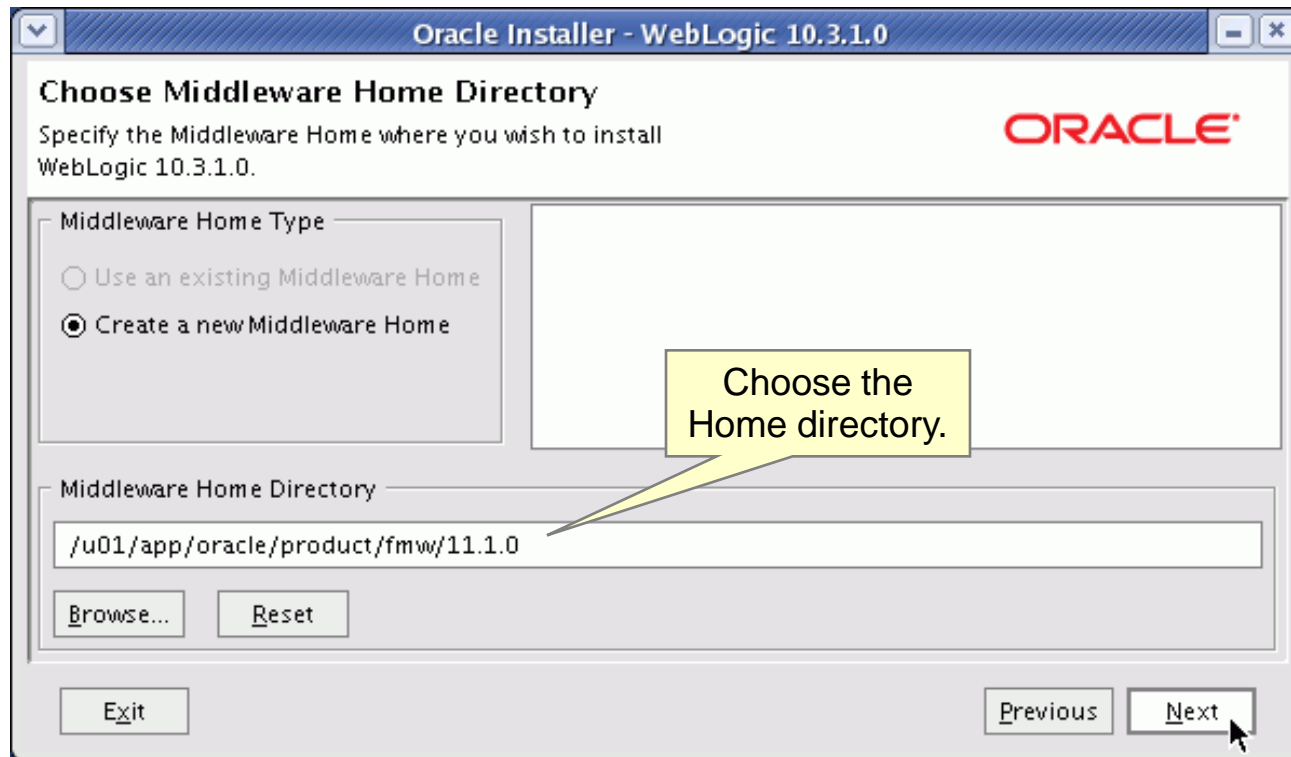 Oracle Installer - WebLogic 10.3.1.0
Choose Middleware Home Directory
Specify the Middleware Home where you wish to install
WebLogic 10.3.1.0.
ORACLE
Middleware Home Type
Use an existing Middleware Home
Create a new Middleware Home
Choose the
Home directory.
Middleware Home Directory
/u01/app/oracle/product/fmw/11.1.0
Browse...
Reset
Exit
Previous
Next